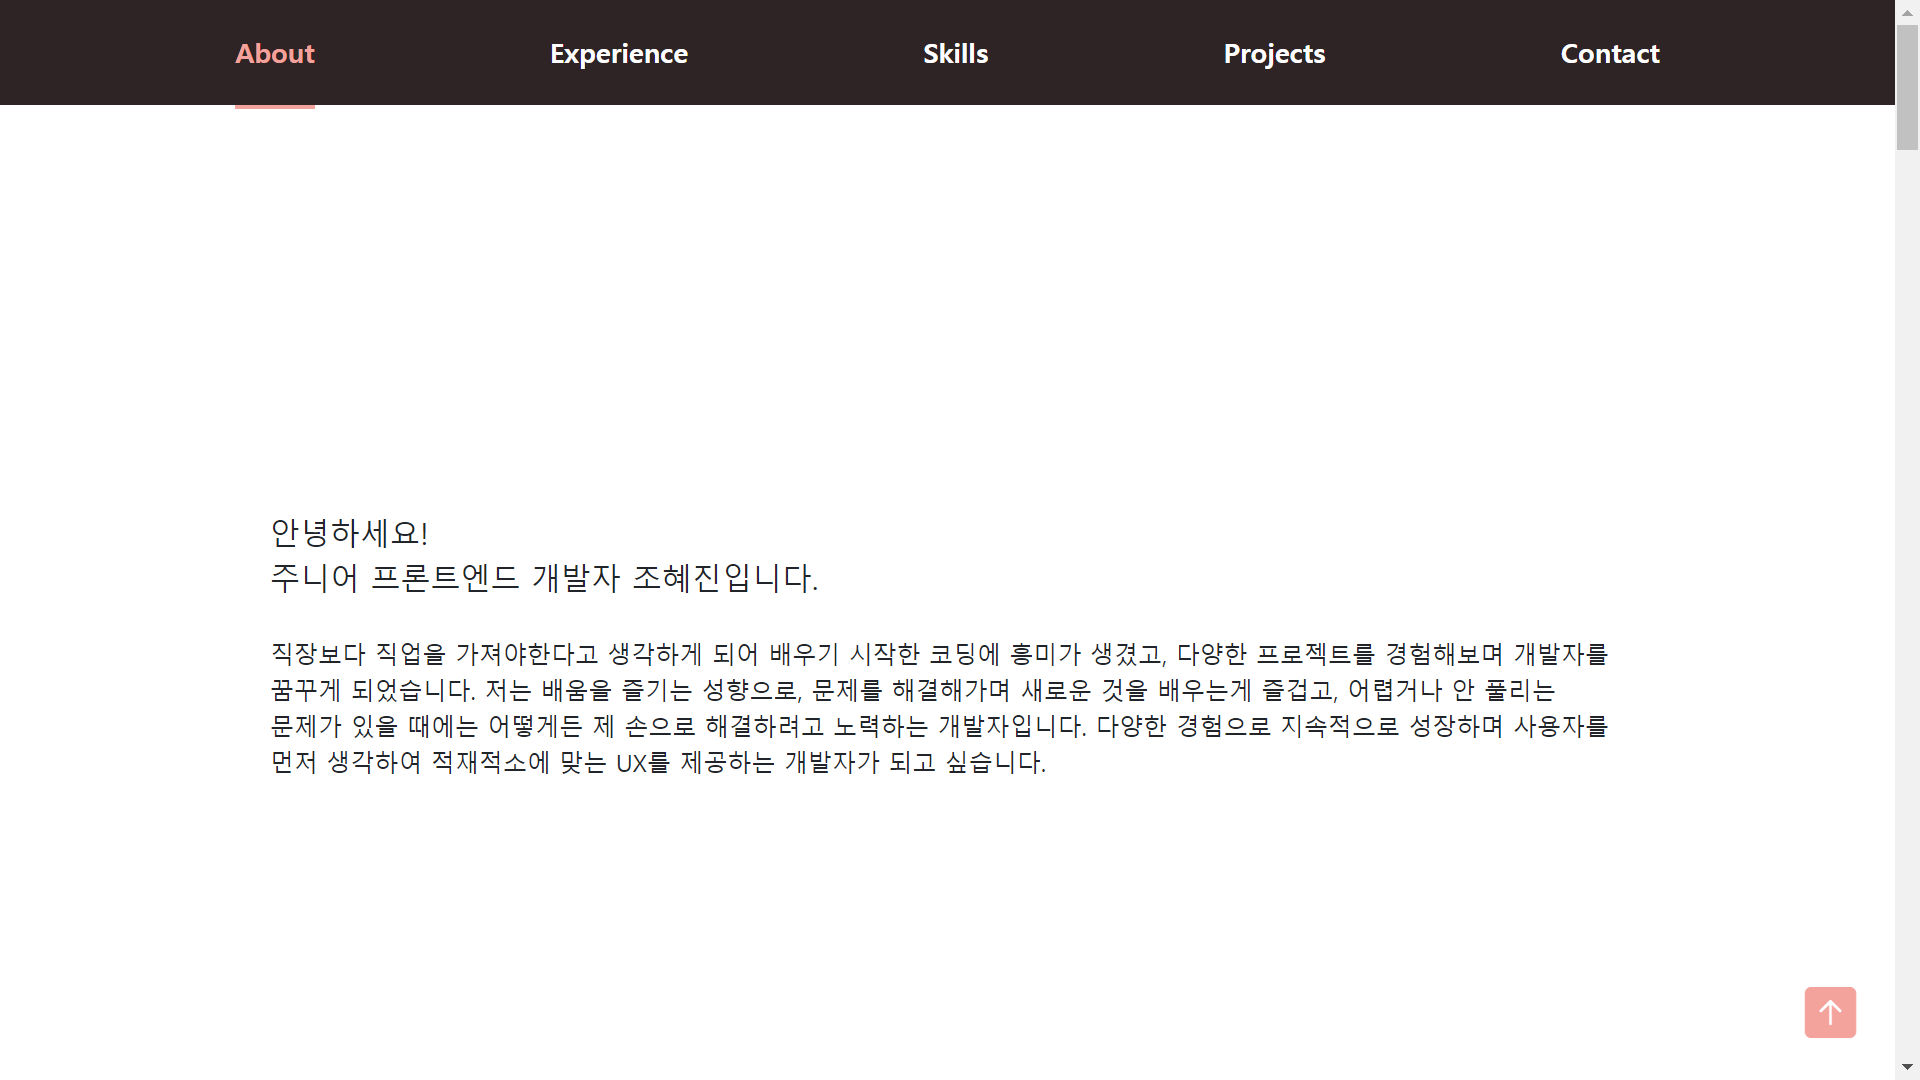 About Experience Skills Projects Contact
안녕하세요!
주니어 프론트엔드 개발자 조혜진입니다.
직장보다 직업을 가져야한다고 생각하게 되어 배우기 시작한 코딩에 흥미가 생겼고, 다양한 프로젝트를 경험해보며 개발자를
꿈꾸게 되었습니다. 저는 배움을 즐기는 성향으로, 문제를 해결해가며 새로운 것을 배우는게 즐겁고, 어렵거나 안 풀리는
문제가 있을 때에는 어떻게든 제 손으로 해결하려고 노력하는 개발자입니다. 다양한 경험으로 지속적으로 성장하며 사용자를
먼저 생각하여 적재적소에 맞는 UX를 제공하는 개발자가 되고 싶습니다.